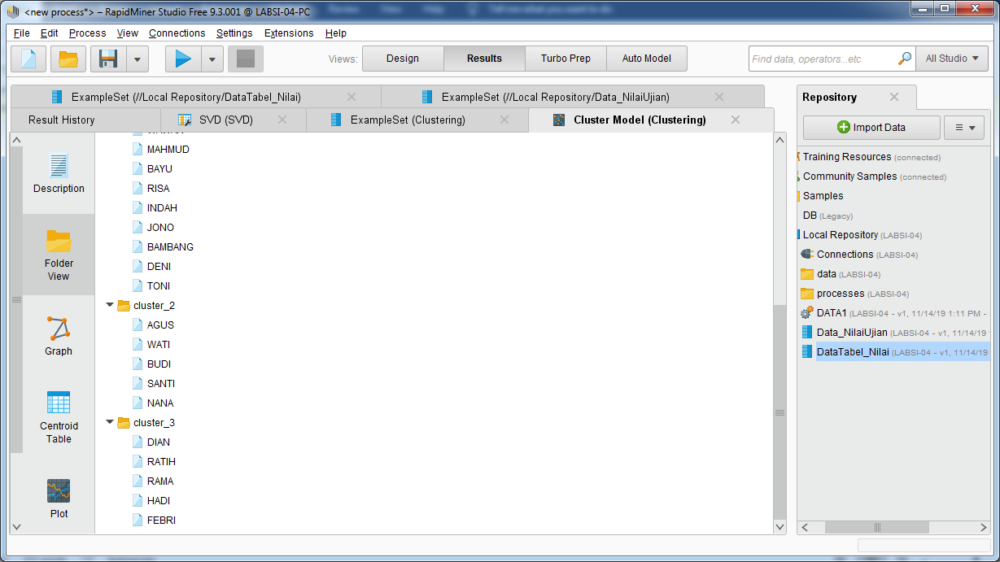 <new process*> – RapidMiner Studio Free 9.3.001 @ LABSI-04-PC
File Edit Process View Connections Settings Extensions Help
Views: Design Results Turbo Prep Auto Model
Find data, operators...etc
All Studio
ExampleSet (//Local Repository/DataTabel_Nilai)
ExampleSet (//Local Repository/Data_NilaiUjian)
Result History
SVD (SVD)
ExampleSet (Clustering)
Cluster Model (Clustering)
Description
Folder
View
Graph
Centroid
Table
Plot
MAHMUD
BAYU
RISA
INDAH
JONO
BAMBANG
DENI
TONI
cluster_2
AGUS
WATI
BUDI
SANTI
NANA
cluster_3
DIAN
RATIH
RAMA
HADI
FEBRI
Repository
Import Data
Training Resources (connected)
Community Samples (connected)
Samples
DB (Legacy)
Local Repository (LABSI-04)
Connections (LABSI-04)
data (LABSI-04)
processes (LABSI-04)
DATA1 (LABSI-04 - v1, 11/14/19 1:11 PM -
Data_NilaiUjian (LABSI-04 - v1, 11/14/19
DataTabel_Nilai (LABSI-04 - v1, 11/14/19